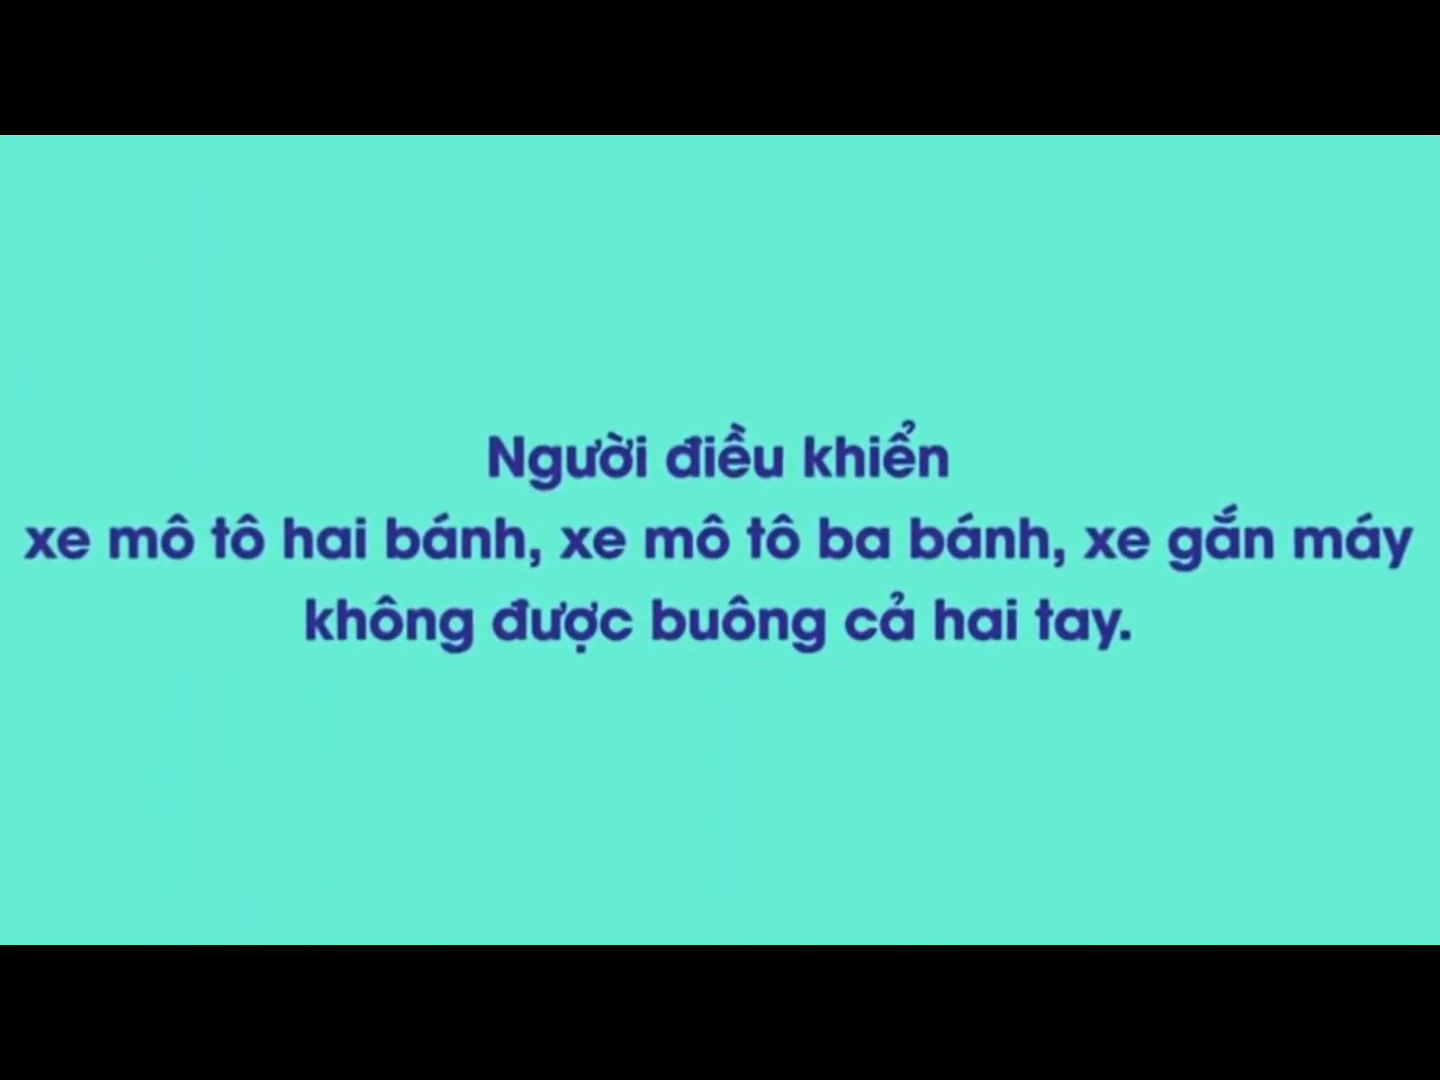 Người điều khiển
xe mô tô hai bánh, xe mô tô ba bánh, xe gắn máy
không được buông cả hai tay.